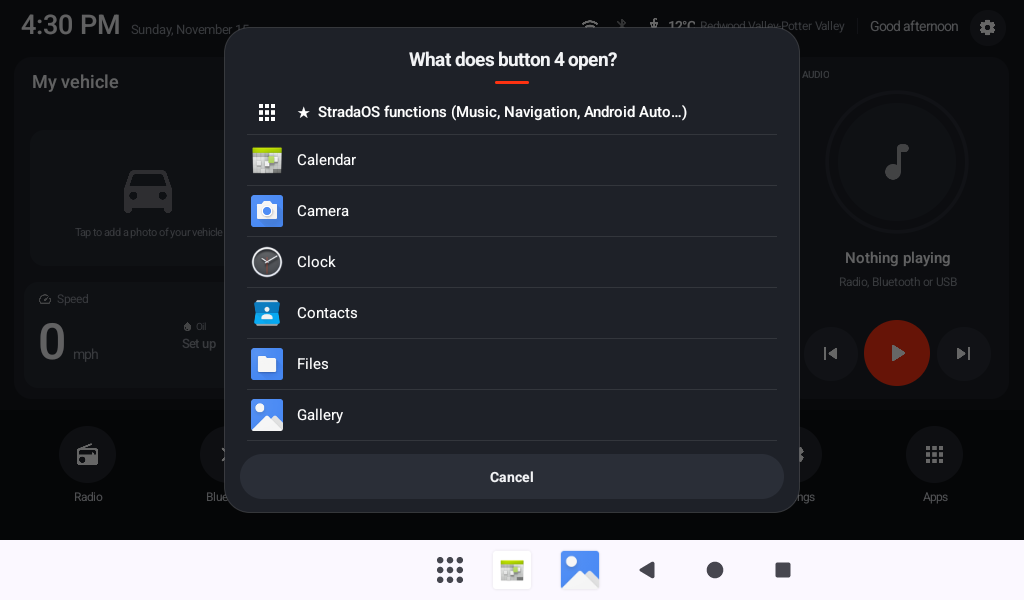 4:30 PM Sunday, November 15
12°C Redwood Valley-Potter Valley Good afternoon
My vehicle
What does button 4 open?
AUDIO
★ StradaOS functions (Music, Navigation, Android Auto…)
Calendar
Camera
Tap to add a photo of your vehicle
Clock
Nothing playing
Radio, Bluetooth or USB
Speed
Contacts
Oil
0 mph
Set up
Files
Gallery
Cancel
Radio
Blue
ngs
Apps